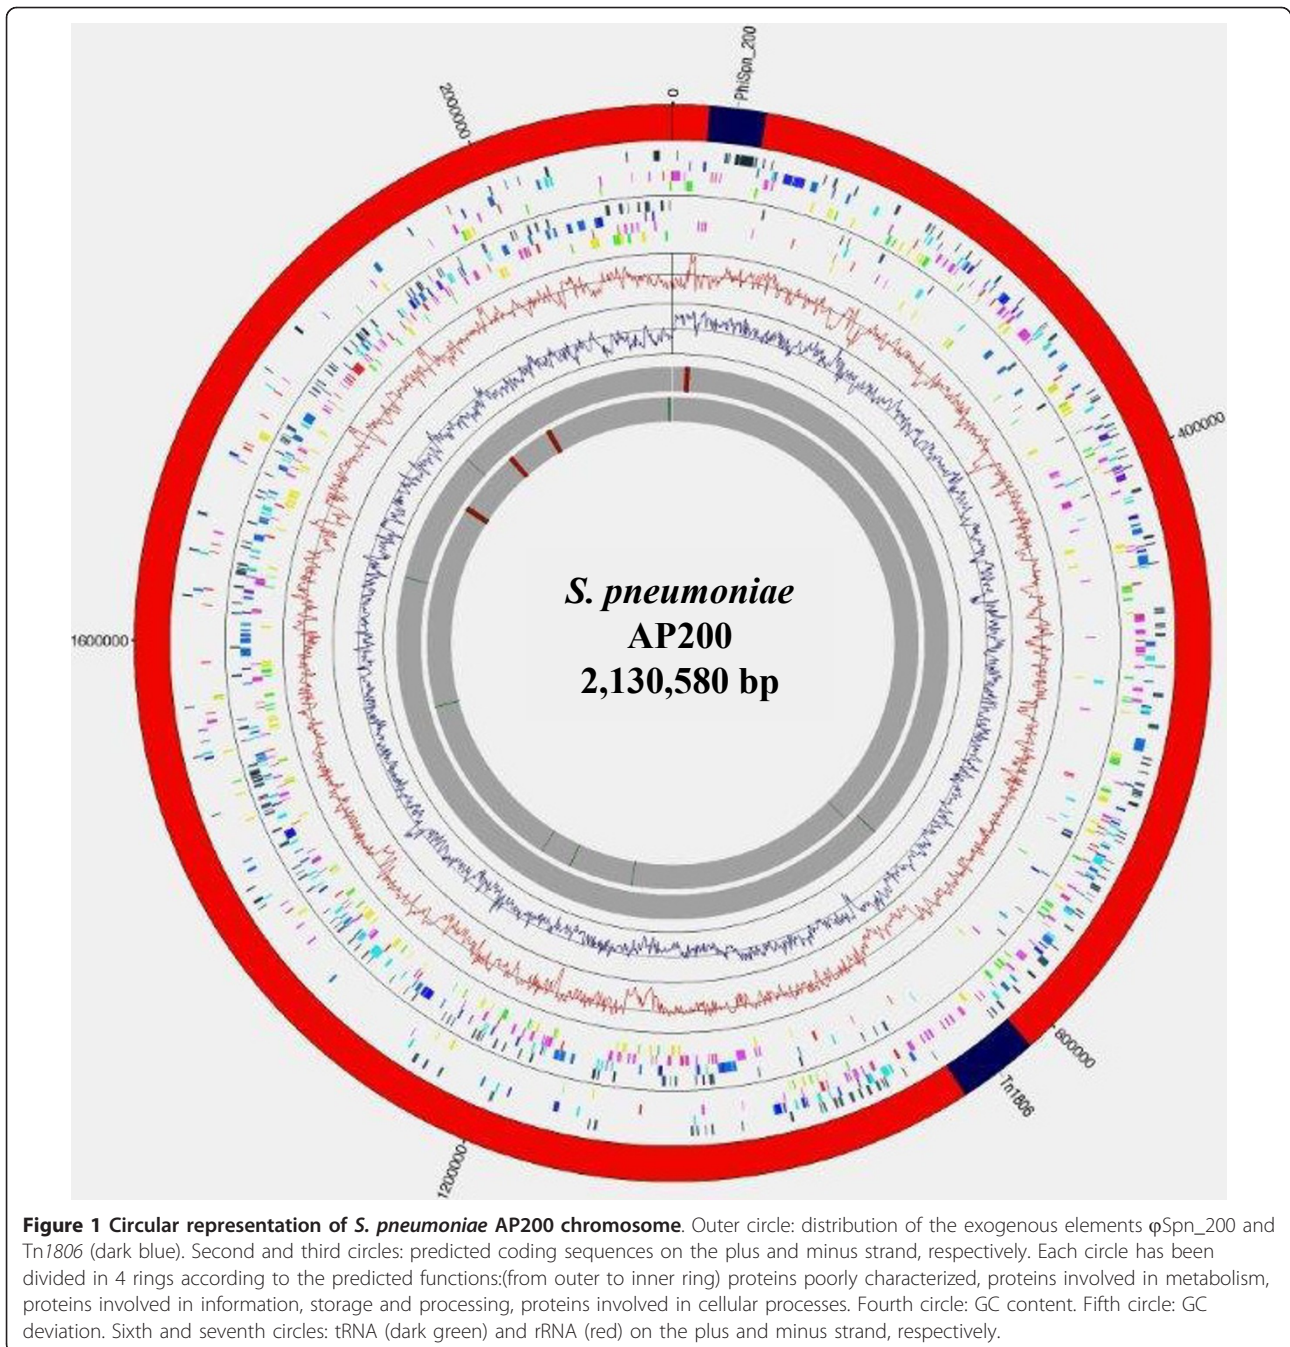 PhiSpn_200
0
2000000
400000
S. pneumoniae
AP200
2,130,580 bp
1600000
800000
Tn1806
1200000
Figure 1 Circular representation of S. pneumoniae AP200 chromosome. Outer circle: distribution of the exogenous elements φSpn_200 and
Tn1806 (dark blue). Second and third circles: predicted coding sequences on the plus and minus strand, respectively. Each circle has been
divided in 4 rings according to the predicted functions:(from outer to inner ring) proteins poorly characterized, proteins involved in metabolism,
proteins involved in information, storage and processing, proteins involved in cellular processes. Fourth circle: GC content. Fifth circle: GC
deviation. Sixth and seventh circles: tRNA (dark green) and rRNA (red) on the plus and minus strand, respectively.